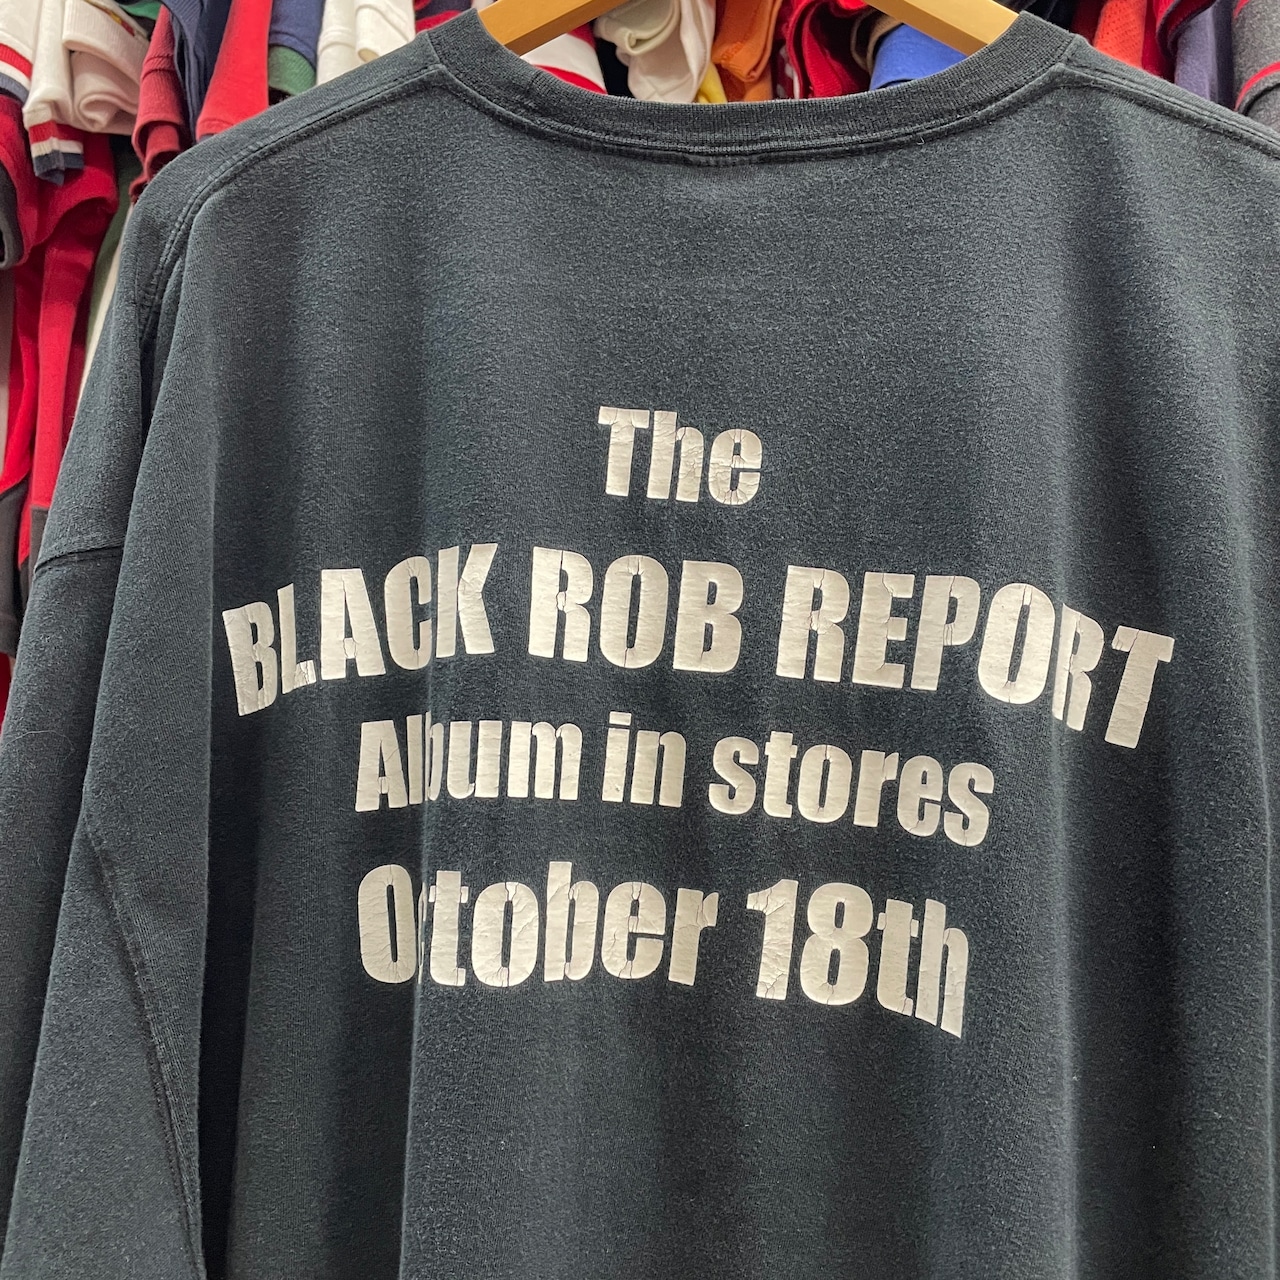 The
BLACK ROB REPORT
Album in stores
October 18th